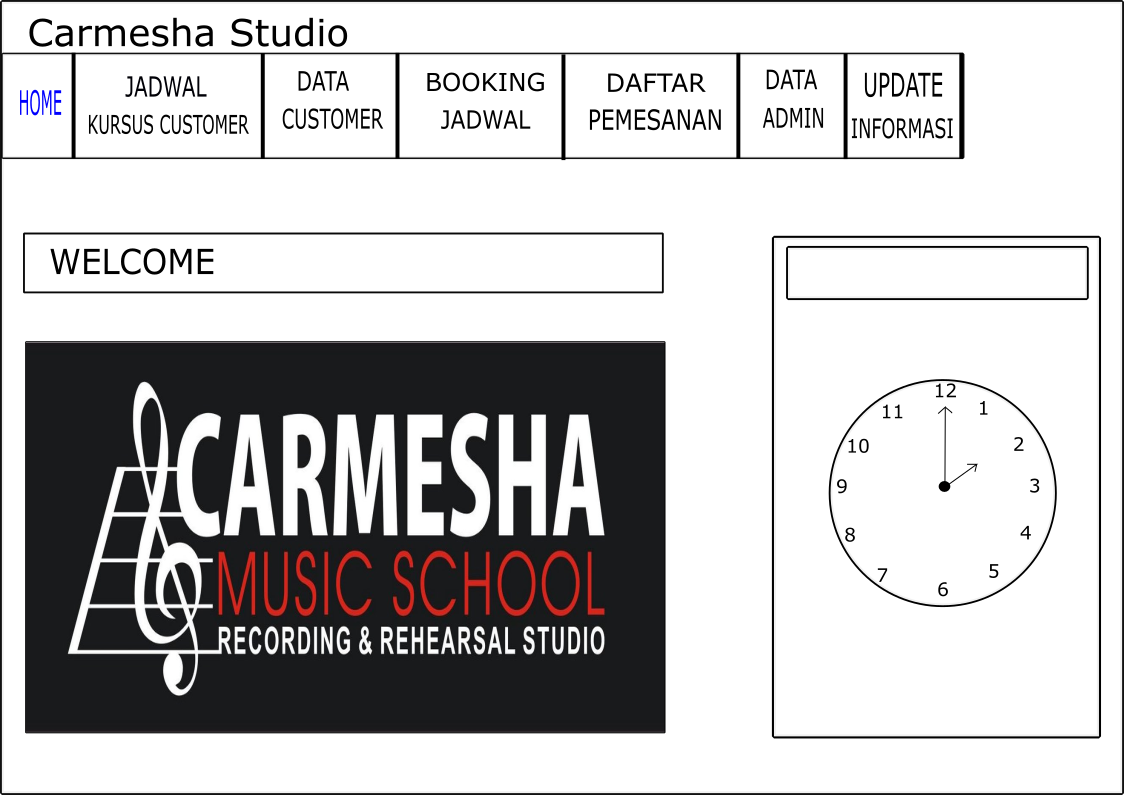 Carmesha Studio
HOME
JADWAL
KURSUS CUSTOMER
DATA
CUSTOMER
BOOKING
JADWAL
DAFTAR
PEMESANAN
DATA
ADMIN
UPDATE
INFORMASI
WELCOME
CARMESHA
MUSIC SCHOOL
RECORDING & REHEARSAL STUDIO
12
1
2
3
4
5
6
7
8
9
10
11